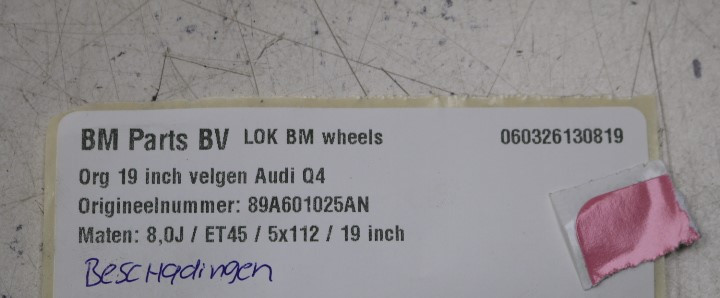 BM Parts BV LOK BM wheels 060326130819
Org 19 inch velgen Audi Q4
Origineelnummer: 89A601025AN
Maten: 8,0J / ET45 / 5x112 / 19 inch
Beschadingen